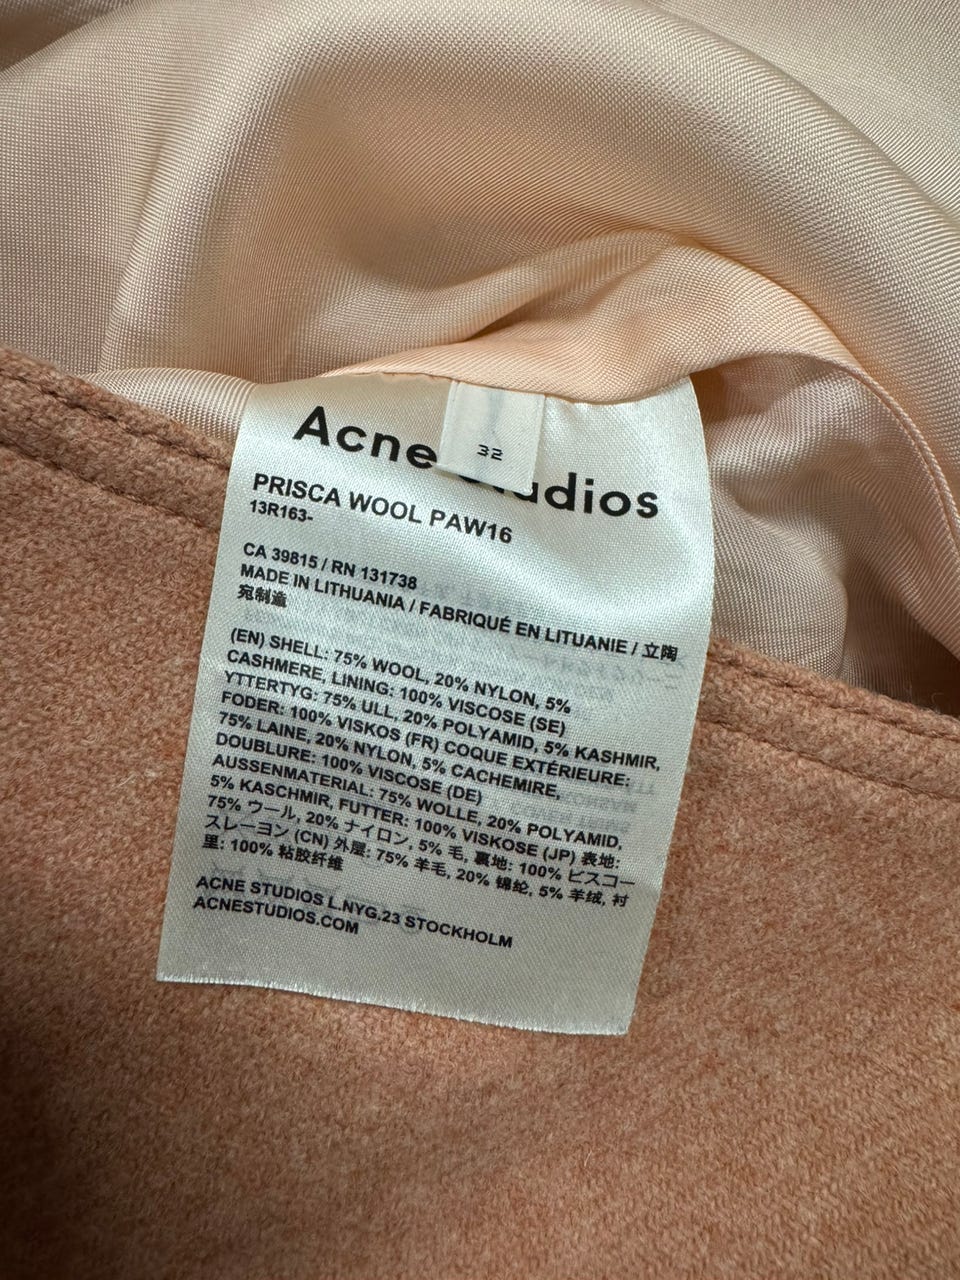 Acne Studios
32
PRISCA WOOL PAW16
13R163-
CA 39815 / RN 131738
MADE IN LITHUANIA / FABRIQUÉ EN LITUANIE / 立陶
宛制造
(EN) SHELL: 75% WOOL, 20% NYLON, 5%
CASHMERE, LINING: 100% VISCOSE (SE)
YTTERTYG: 75% ULL, 20% POLYAMID, 5% KASHMIR,
FODER: 100% VISKOS (FR) COQUE EXTÉRIEURE:
75% LAINE, 20% NYLON, 5% CACHEMIRE,
DOUBLURE: 100% VISCOSE (DE)
AUSSENMATERIAL: 75% WOLLE, 20% POLYAMID,
5% KASCHMIR, FUTTER: 100% VISKOSE (JP) 表地:
75% ウール, 20% ナイロン, 5% 毛, 裏地: 100% ビスコー
スレーヨン (CN) 外层: 75% 羊毛, 20% 锦纶, 5% 羊绒, 衬
里: 100% 粘胶纤维
ACNE STUDIOS L.NYG.23 STOCKHOLM
ACNESTUDIOS.COM